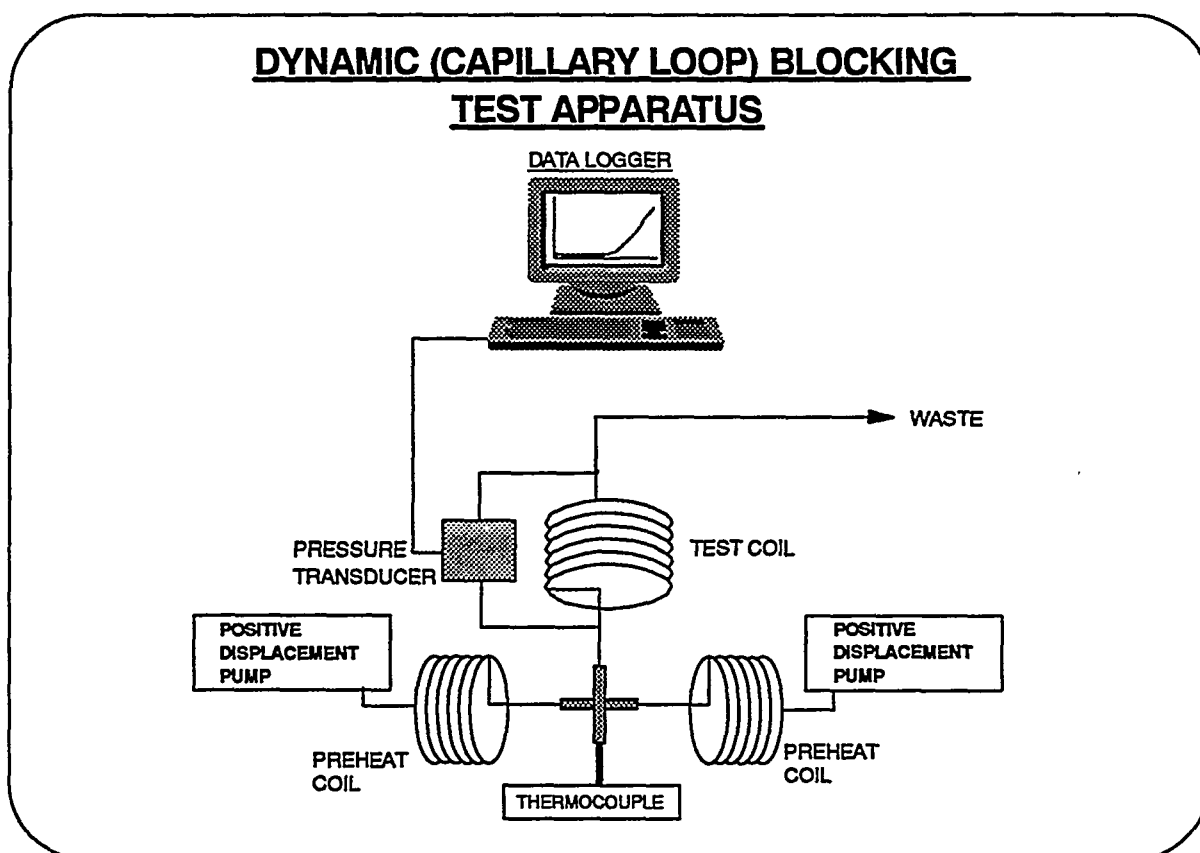 DYNAMIC (CAPILLARY LOOP) BLOCKING
TEST APPARATUS
DATA LOGGER
WASTE
PRESSURE
TRANSDUCER
TEST COIL
POSITIVE
DISPLACEMENT
PUMP
POSITIVE
DISPLACEMENT
PUMP
PREHEAT
COIL
PREHEAT
COIL
THERMOCOUPLE